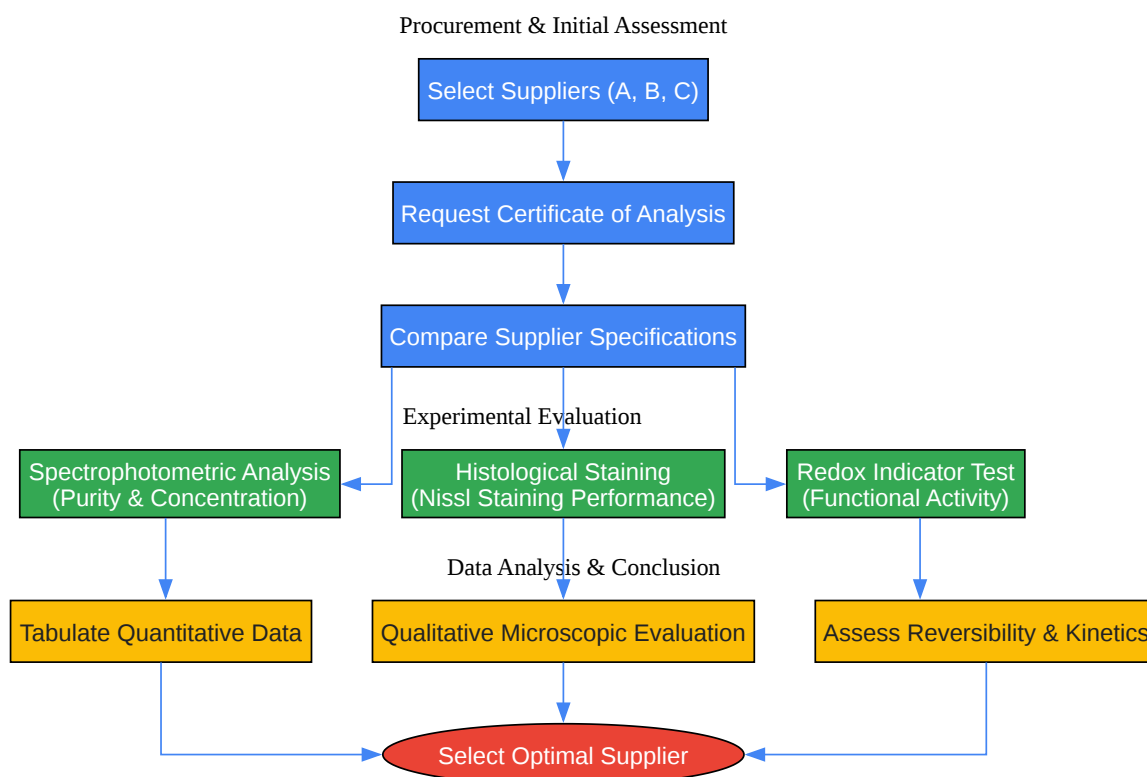 Procurement & Initial Assessment
Select Suppliers (A, B, C)
Request Certificate of Analysis
Compare Supplier Specifications
Experimental Evaluation
Spectrophotometric Analysis
(Purity & Concentration)
Histological Staining
(Nissl Staining Performance)
Redox Indicator Test
(Functional Activity)
Data Analysis & Conclusion
Tabulate Quantitative Data
Qualitative Microscopic Evaluation
Assess Reversibility & Kinetics
Select Optimal Supplier